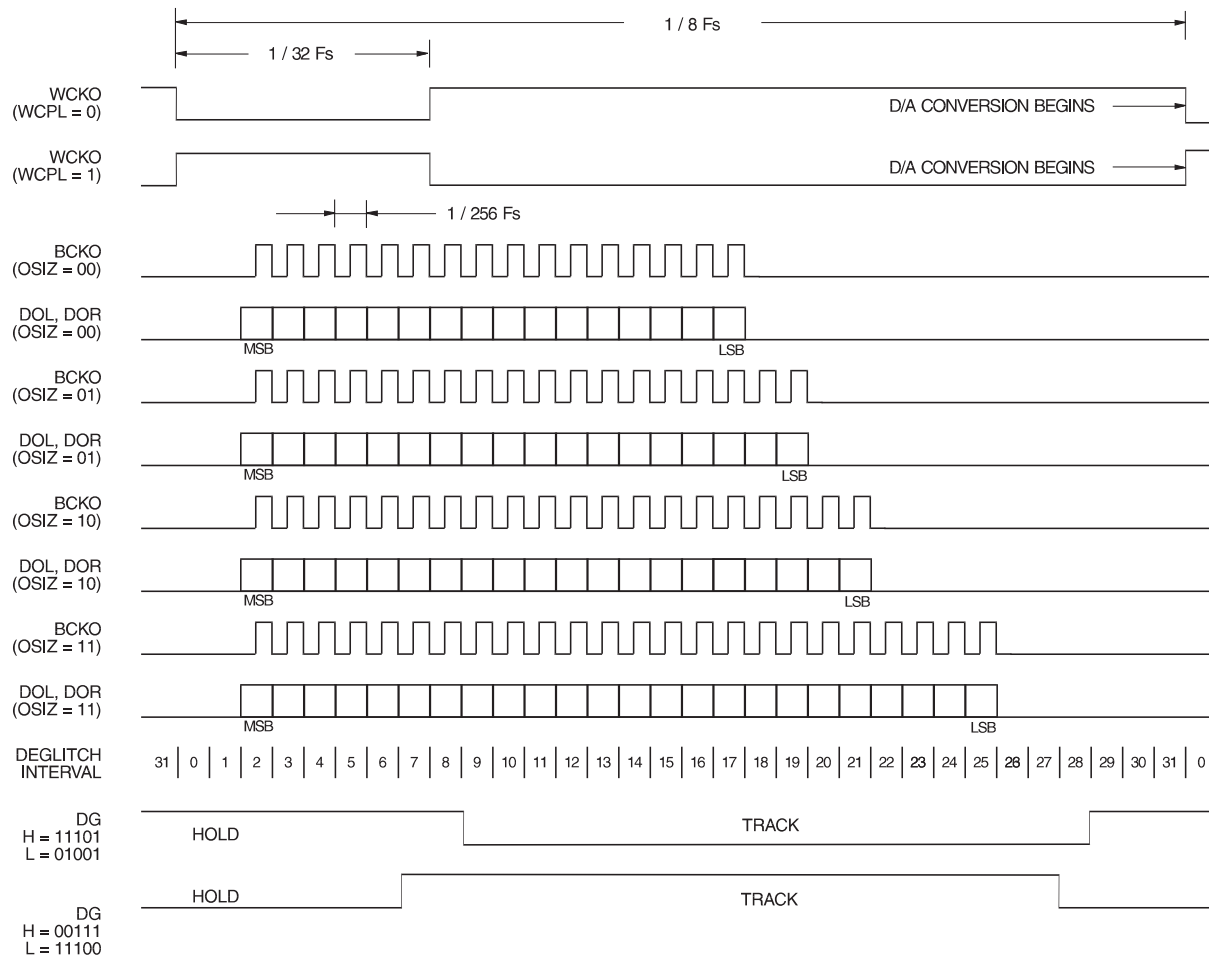 1 / 8 Fs
1 / 32 Fs
WCKO
(WCPL = 0)
D/A CONVERSION BEGINS
WCKO
(WCPL = 1)
D/A CONVERSION BEGINS
1 / 256 Fs
BCKO
(OSIZ = 00)
DOL, DOR
(OSIZ = 00)
MSB LSB
BCKO
(OSIZ = 01)
DOL, DOR
(OSIZ = 01)
MSB LSB
BCKO
(OSIZ = 10)
DOL, DOR
(OSIZ = 10)
MSB LSB
BCKO
(OSIZ = 11)
DOL, DOR
(OSIZ = 11)
MSB LSB
DEGLITCH
INTERVAL
31 0 1 2 3 4 5 6 7 8 9 10 11 12 13 14 15 16 17 18 19 20 21 22 23 24 25 26 27 28 29 30 31 0
DG
H = 11101
L = 01001
HOLD TRACK
HOLD TRACK
DG
H = 00111
L = 11100